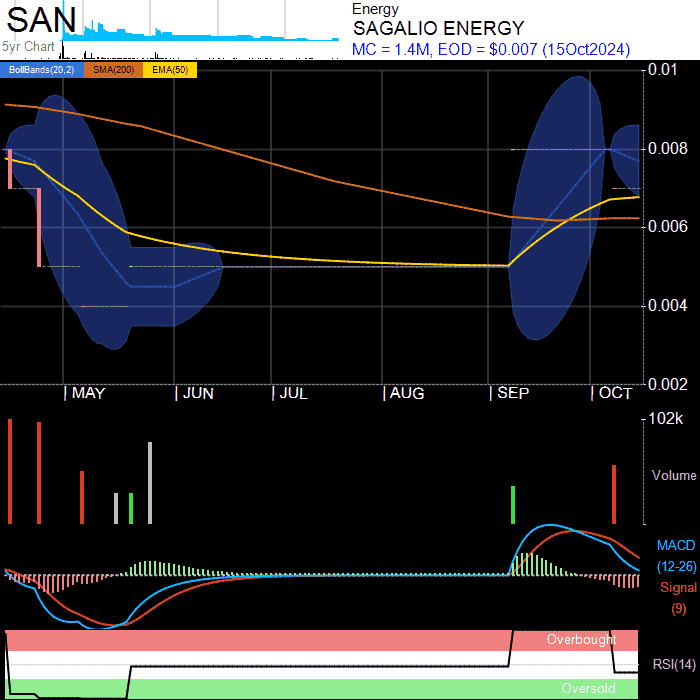 SAN
5yr Chart
Energy
SAGALIO ENERGY
MC = 1.4M, EOD = $0.007 (15Oct2024)
BollBands(20,2) SMA(200) EMA(50)
0.01
0.008
0.006
0.004
0.002
| MAY | JUN | JUL | AUG | SEP | OCT
102k
Volume
MACD
(12-26)
Signal
(9)
Overbought
RSI(14)
Oversold